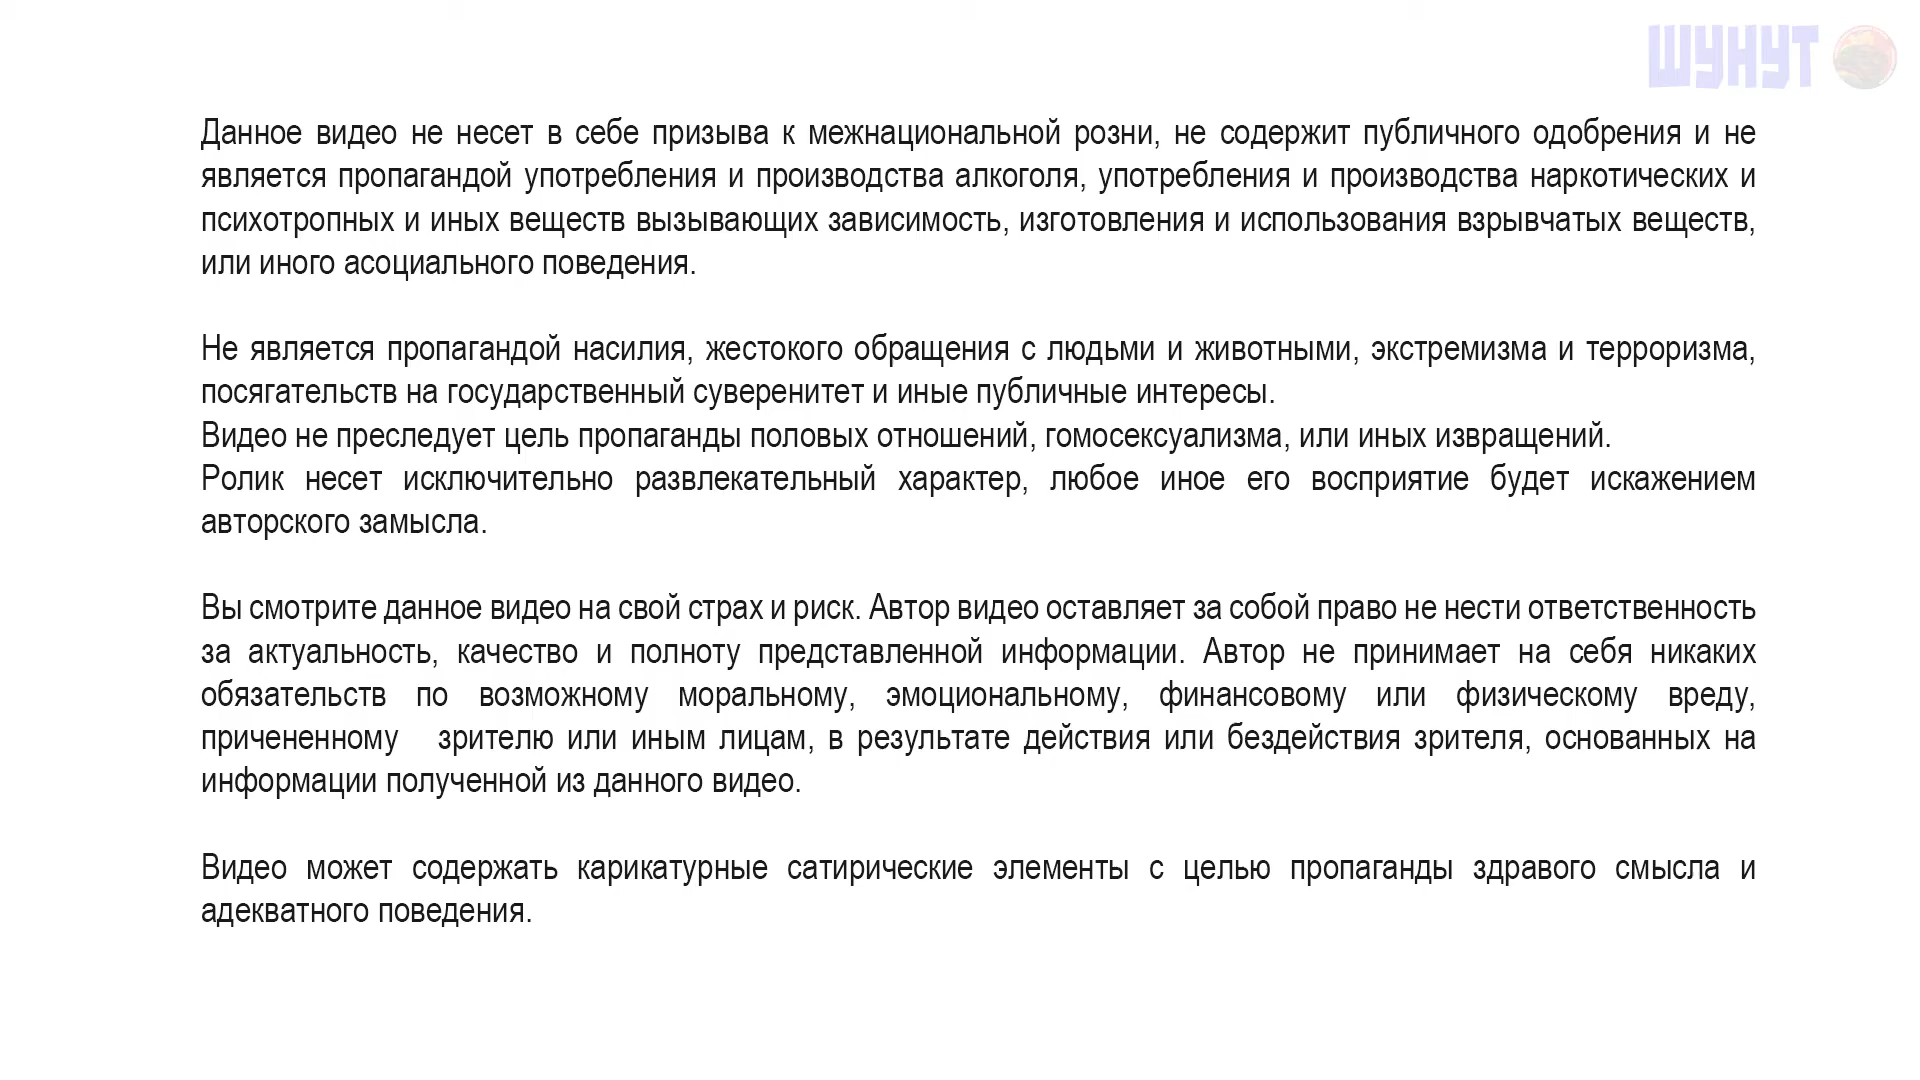 ШУНУТ
Данное видео не несет в себе призыва к межнациональной розни, не содержит публичного одобрения и не
является пропагандой употребления и производства алкоголя, употребления и производства наркотических и
психотропных и иных веществ вызывающих зависимость, изготовления и использования взрывчатых веществ,
или иного асоциального поведения.
Не является пропагандой насилия, жестокого обращения с людьми и животными, экстремизма и терроризма,
посягательств на государственный суверенитет и иные публичные интересы.
Видео не преследует цель пропаганды половых отношений, гомосексуализма, или иных извращений.
Ролик несет исключительно развлекательный характер, любое иное его восприятие будет искажением
авторского замысла.
Вы смотрите данное видео на свой страх и риск. Автор видео оставляет за собой право не нести ответственность
за актуальность, качество и полноту представленной информации. Автор не принимает на себя никаких
обязательств по возможному моральному, эмоциональному, финансовому или физическому вреду,
причененному зрителю или иным лицам, в результате действия или бездействия зрителя, основанных на
информации полученной из данного видео.
Видео может содержать карикатурные сатирические элементы с целью пропаганды здравого смысла и
адекватного поведения.